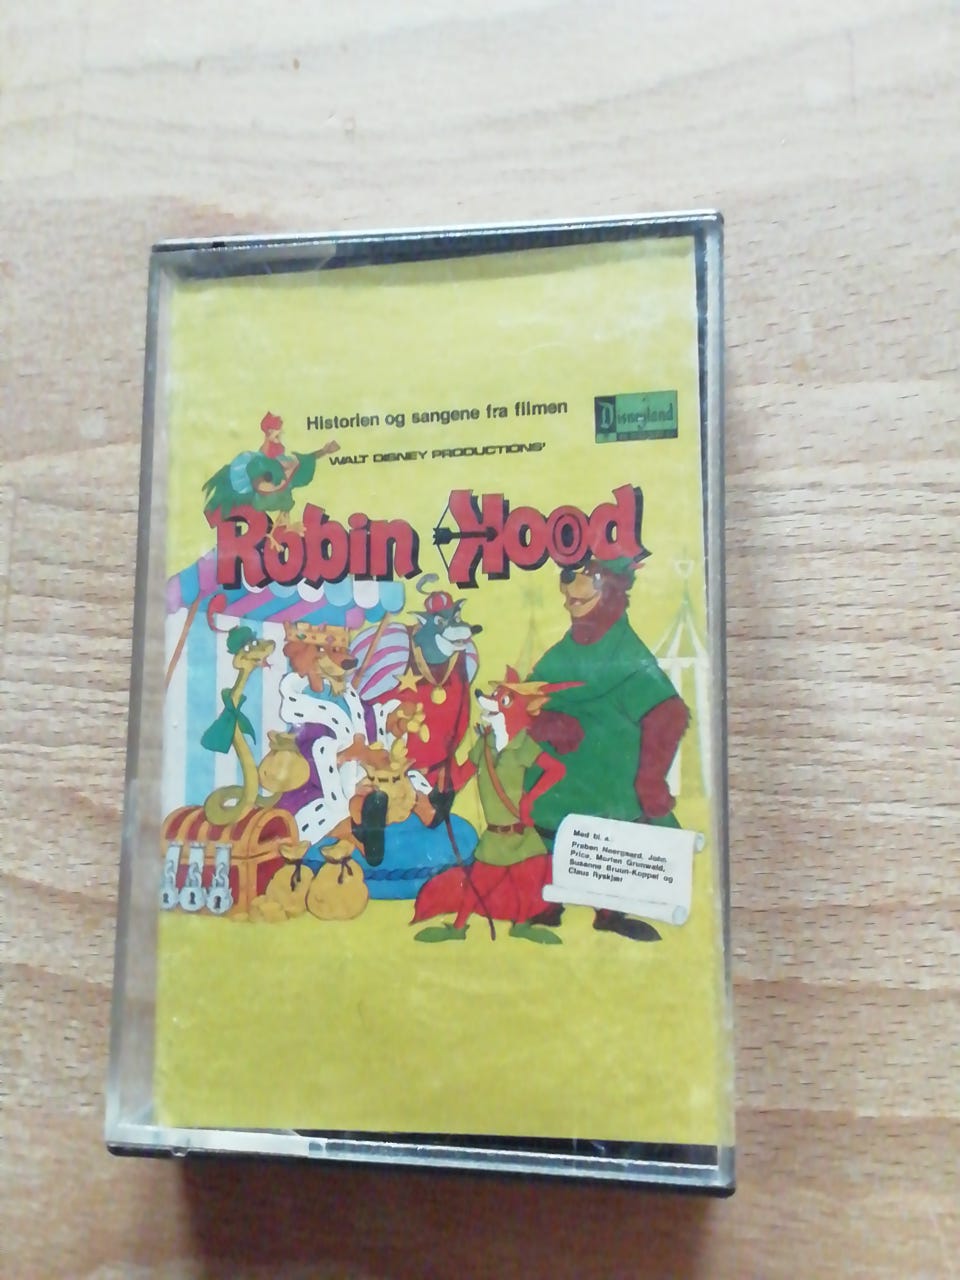 Historien og sangene fra filmen
Disneyland
WALT DISNEY PRODUCTIONS'
Robin Hood
Med bl. a.
Preben Neergaard, John
Price, Morten Grunwald,
Susanne Bruun-Koppel og
Claus Ryskjær